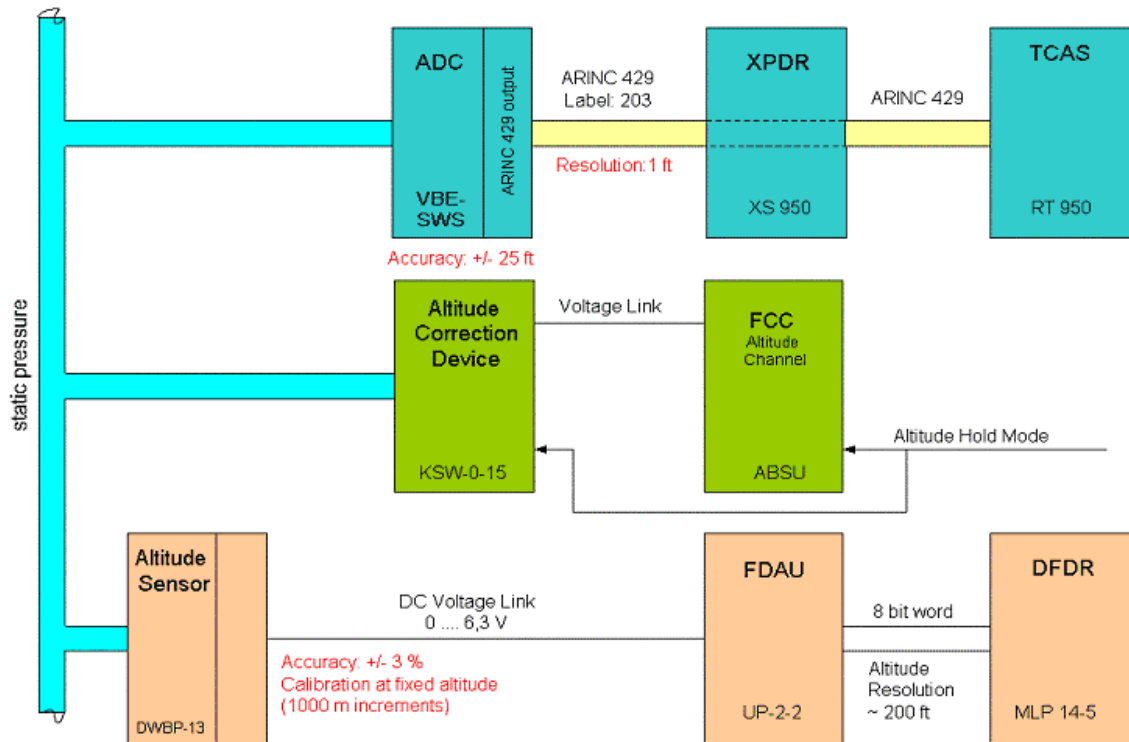 static pressure
ADC
ARINC 429 output
VBE-
SWS
Accuracy: +/- 25 ft
ARINC 429
Label: 203
Resolution: 1 ft
XPDR
XS 950
ARINC 429
TCAS
RT 950
Altitude
Correction
Device
KSW-0-15
Voltage Link
FCC
Altitude
Channel
ABSU
Altitude Hold Mode
Altitude
Sensor
DWBP-13
DC Voltage Link
0 .... 6,3 V
Accuracy: +/- 3 %
Calibration at fixed altitude
(1000 m increments)
FDAU
UP-2-2
8 bit word
Altitude
Resolution
~ 200 ft
DFDR
MLP 14-5